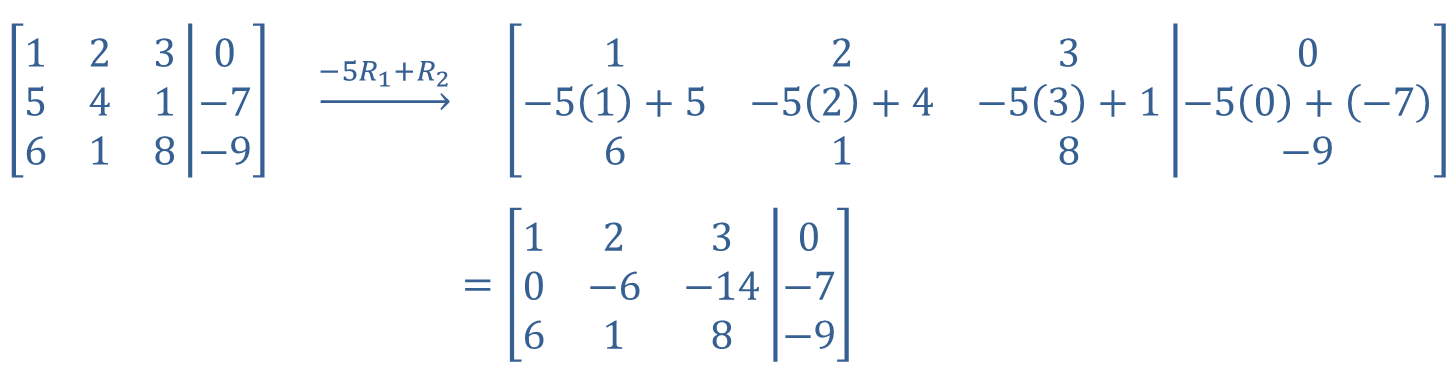 [1 2 3 | 0] −5R₁+R₂ [1 2 3 | 0]
[5 4 1 | −7] ⟶ [−5(1) + 5 −5(2) + 4 −5(3) + 1 | −5(0) + (−7)]
[6 1 8 | −9] [6 1 8 | −9]
[1 2 3 | 0]
= [0 −6 −14 | −7]
[6 1 8 | −9]